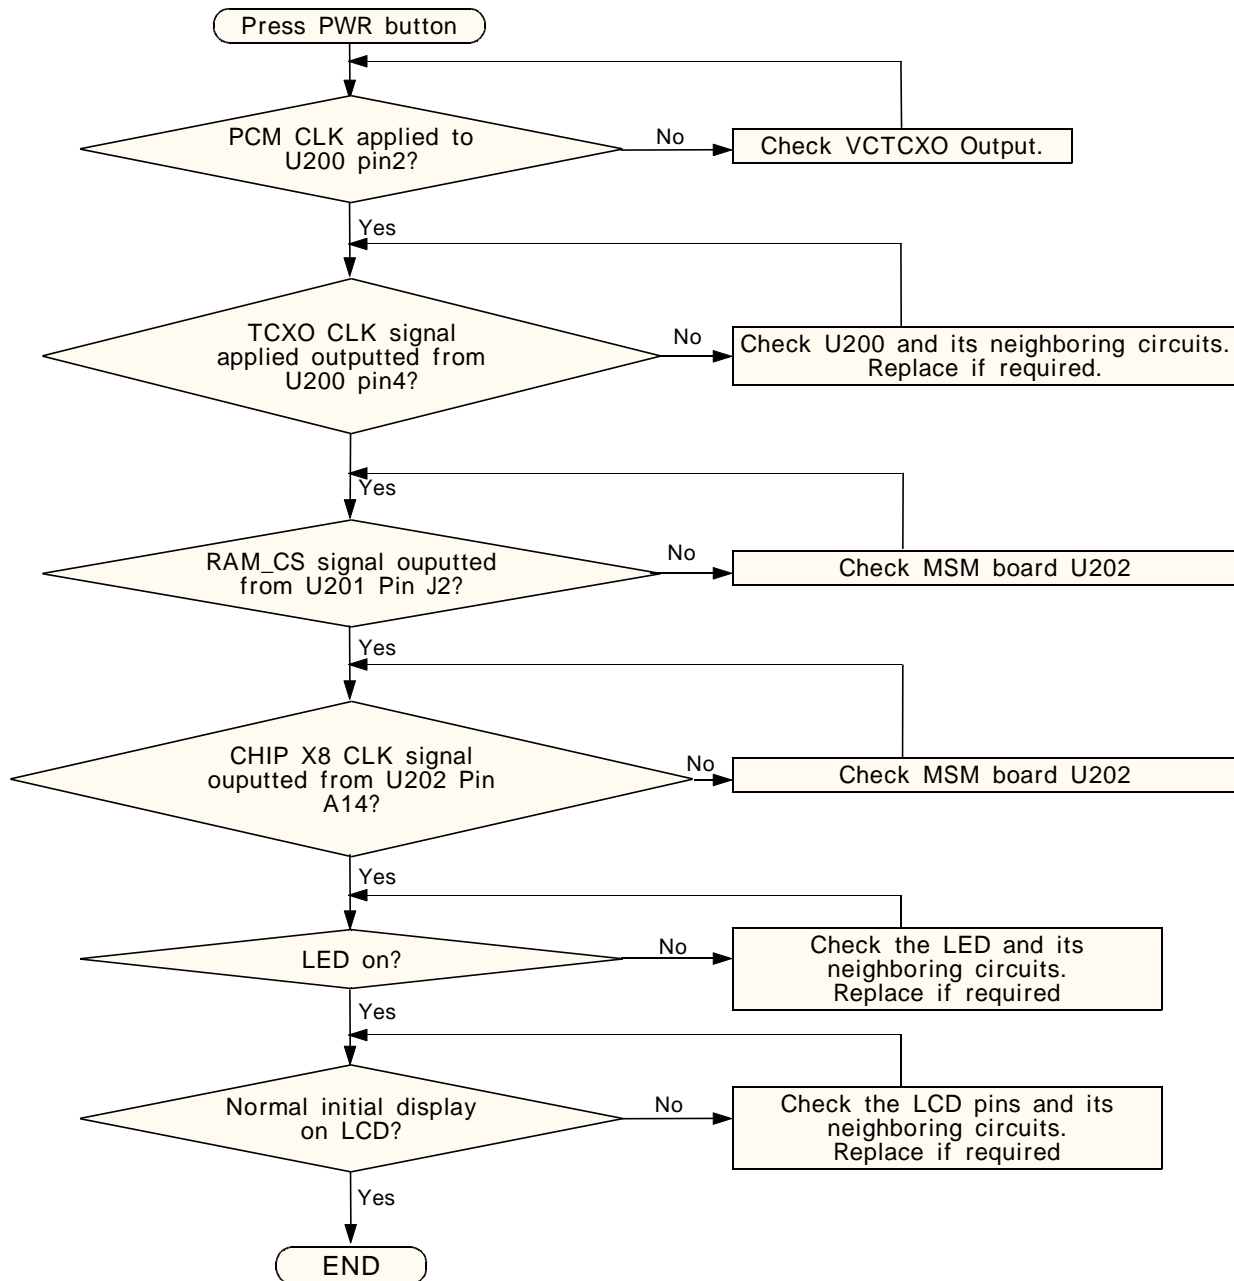 Press PWR button
PCM CLK applied to
U200 pin2?
No
Check VCTCXO Output.
Yes
TCXO CLK signal
applied outputted from
U200 pin4?
No
Check U200 and its neighboring circuits.
Replace if required.
Yes
RAM_CS signal ouputted
from U201 Pin J2?
No
Check MSM board U202
Yes
CHIP X8 CLK signal
ouputted from U202 Pin
A14?
No
Check MSM board U202
Yes
LED on?
No
Check the LED and its
neighboring circuits.
Replace if required
Yes
Normal initial display
on LCD?
No
Check the LCD pins and its
neighboring circuits.
Replace if required
Yes
END